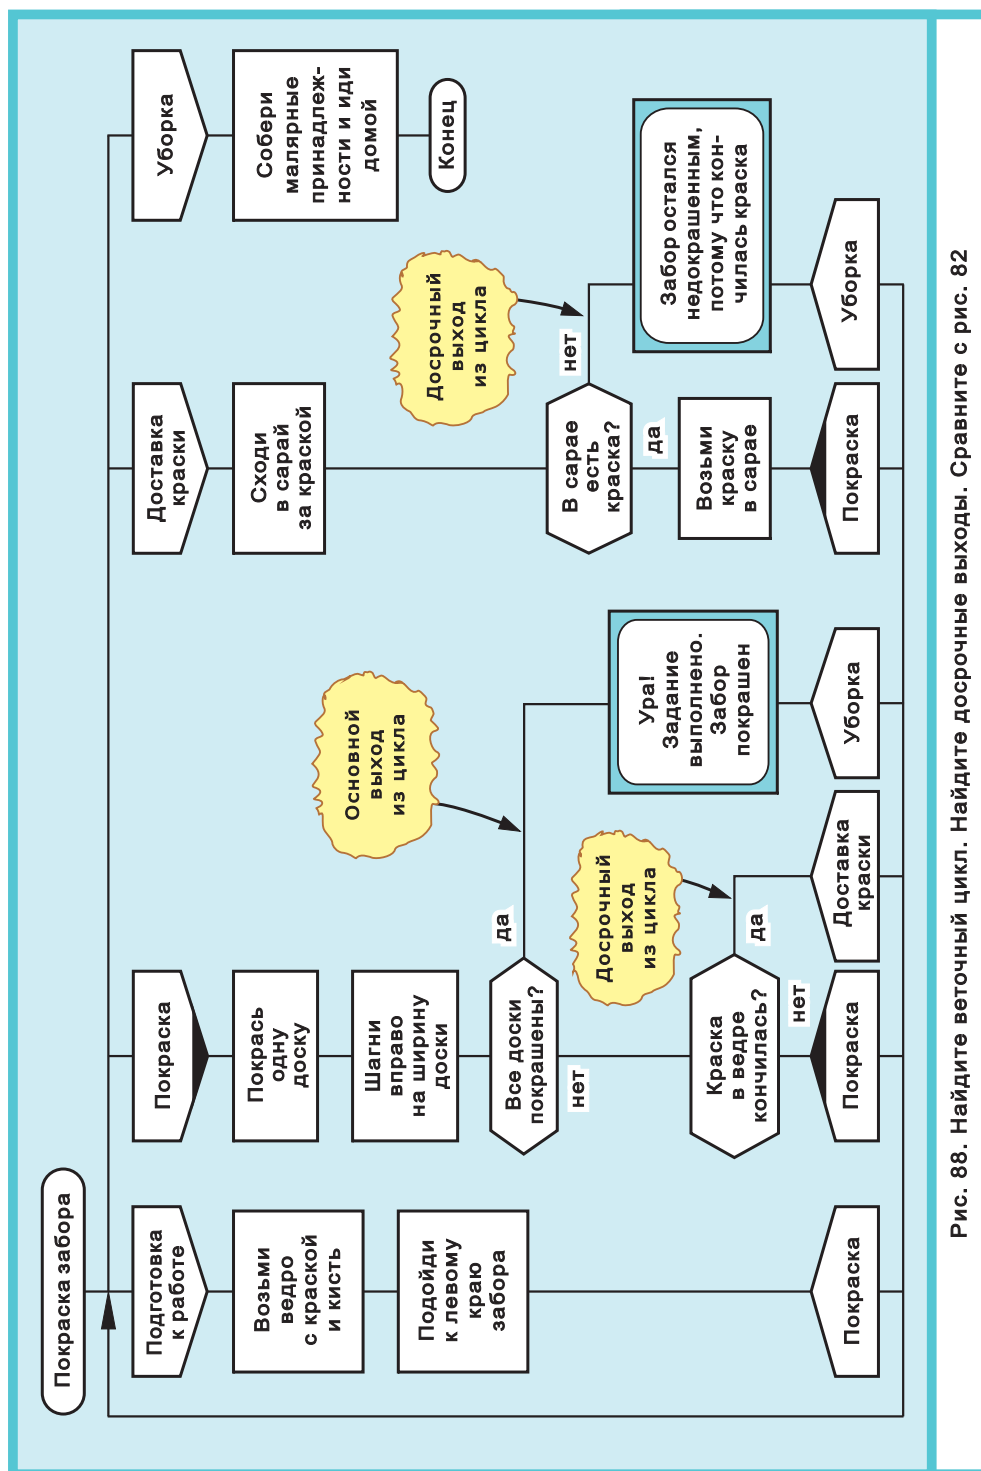 Покраска забора
Подготовка
к работе
Возьми
ведро
с краской
и кисть
Подойди
к левому
краю
забора
Покраска
Покраска
Покрась
одну
доску
Шагни
вправо
на ширину
доски
Все доски
покрашены?
да
нет
Основной
выход
из цикла
Краска
в ведре
кончилась?
да
нет
Досрочный
выход
из цикла
Покраска
Доставка
краски
Ура!
Задание
выполнено.
Забор
покрашен
Уборка
Доставка
краски
Сходи
в сарай
за краской
В сарае
есть
краска?
нет
да
Досрочный
выход
из цикла
Возьми
краску
в сарае
Покраска
Забор остался
недокрашенным,
потому что кон-
чилась краска
Уборка
Уборка
Собери
малярные
принадлеж-
ности и иди
домой
Конец
Рис. 88. Найдите веточный цикл. Найдите досрочные выходы. Сравните с рис. 82